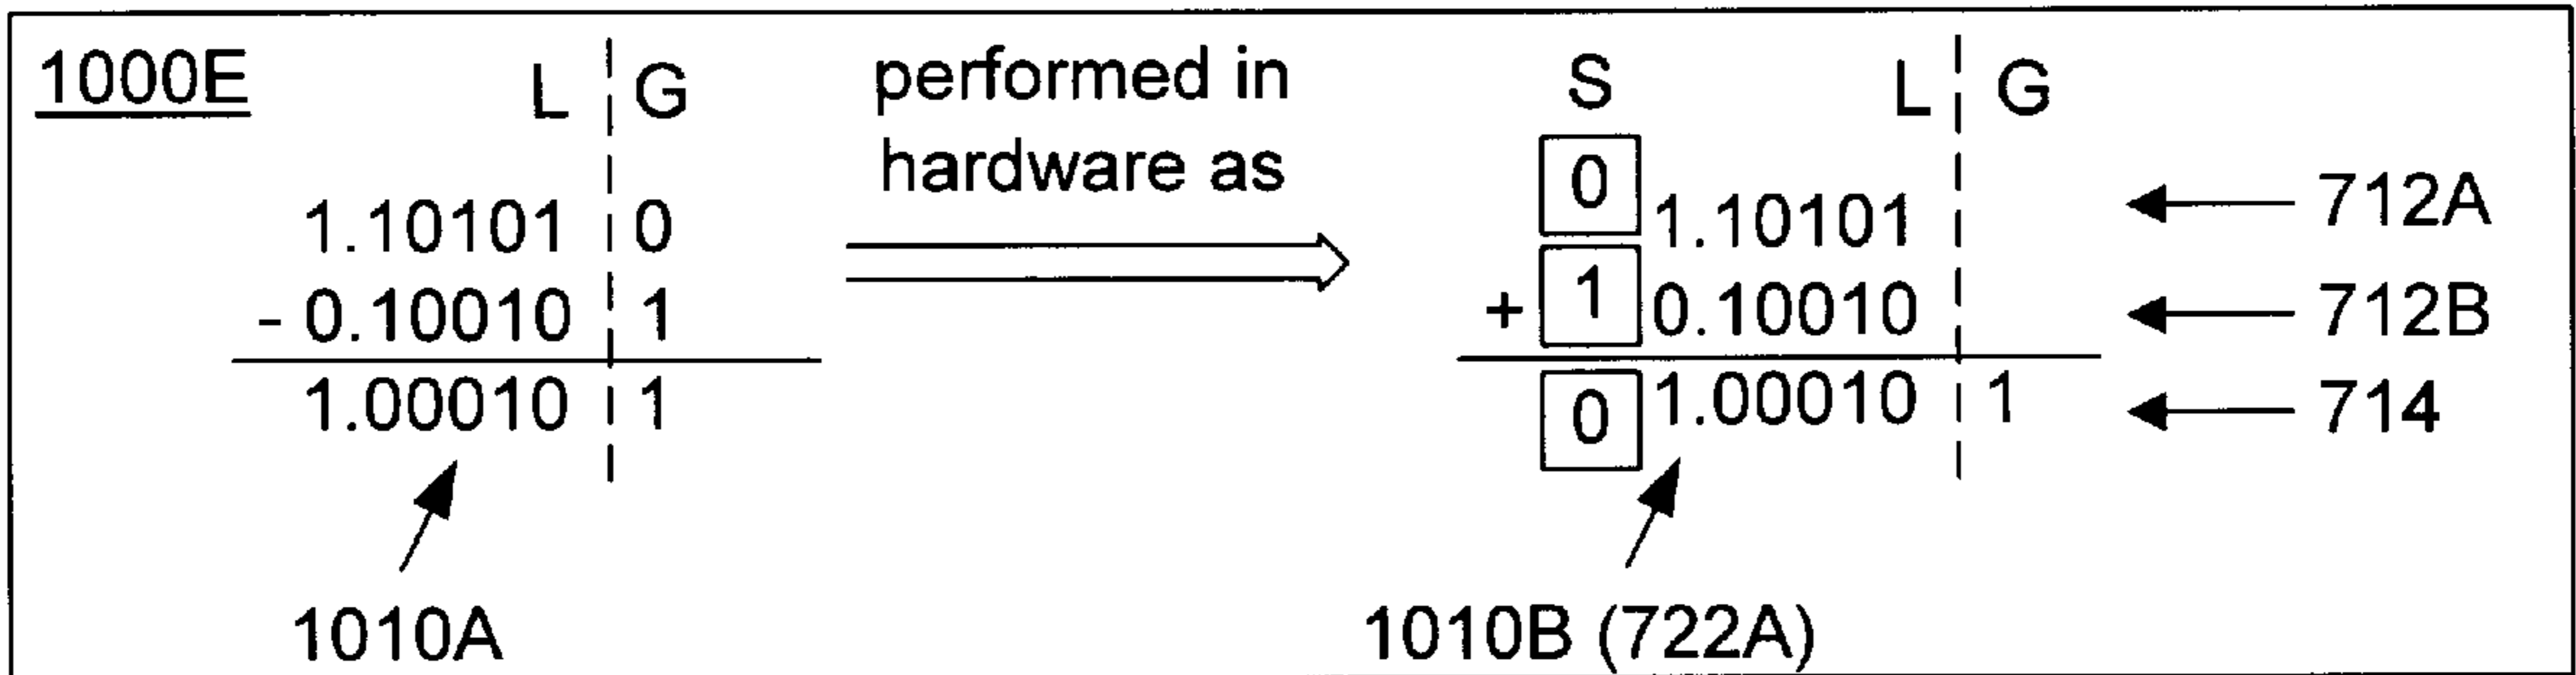 1000E L G performed in S L G
hardware as
0
1.10101 0 1.10101 712A
- 0.10010 1 + 1 0.10010 712B
1.00010 1 0 1.00010 1 714
1010A 1010B (722A)